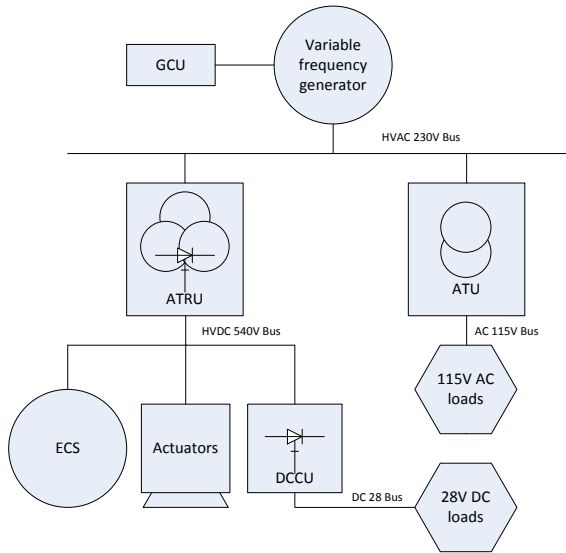 Variable
frequency
generator
GCU
HVAC 230V Bus
ATRU
ATU
HVDC 540V Bus
AC 115V Bus
115V AC
loads
ECS
Actuators
DCCU
DC 28 Bus
28V DC
loads